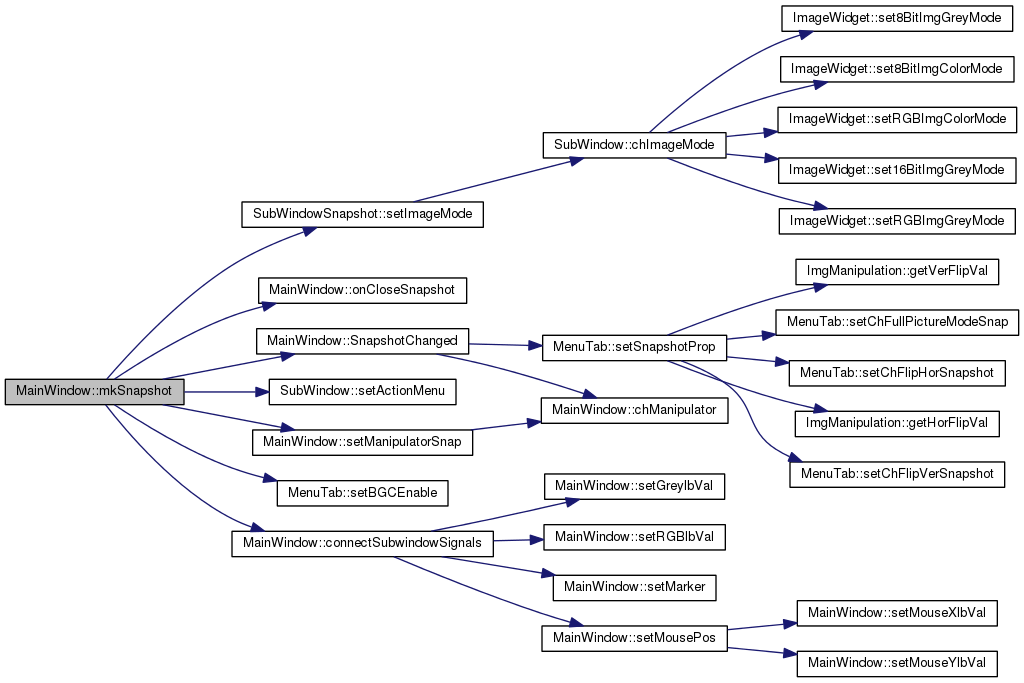 ImageWidget::set8BitImgGreyMode
ImageWidget::set8BitImgColorMode
ImageWidget::setRGBImgColorMode
SubWindow::chImageMode
ImageWidget::set16BitImgGreyMode
SubWindowSnapshot::setImageMode
ImageWidget::setRGBImgGreyMode
ImgManipulation::getVerFlipVal
MainWindow::onCloseSnapshot
MenuTab::setChFullPictureModeSnap
MainWindow::SnapshotChanged
MenuTab::setSnapshotProp
MenuTab::setChFlipHorSnapshot
MainWindow::mkSnapshot
SubWindow::setActionMenu
MainWindow::chManipulator
ImgManipulation::getHorFlipVal
MainWindow::setManipulatorSnap
MenuTab::setChFlipVerSnapshot
MenuTab::setBGCEnable
MainWindow::setGreylbVal
MainWindow::connectSubwindowSignals
MainWindow::setRGBlbVal
MainWindow::setMarker
MainWindow::setMouseXlbVal
MainWindow::setMousePos
MainWindow::setMouseYlbVal